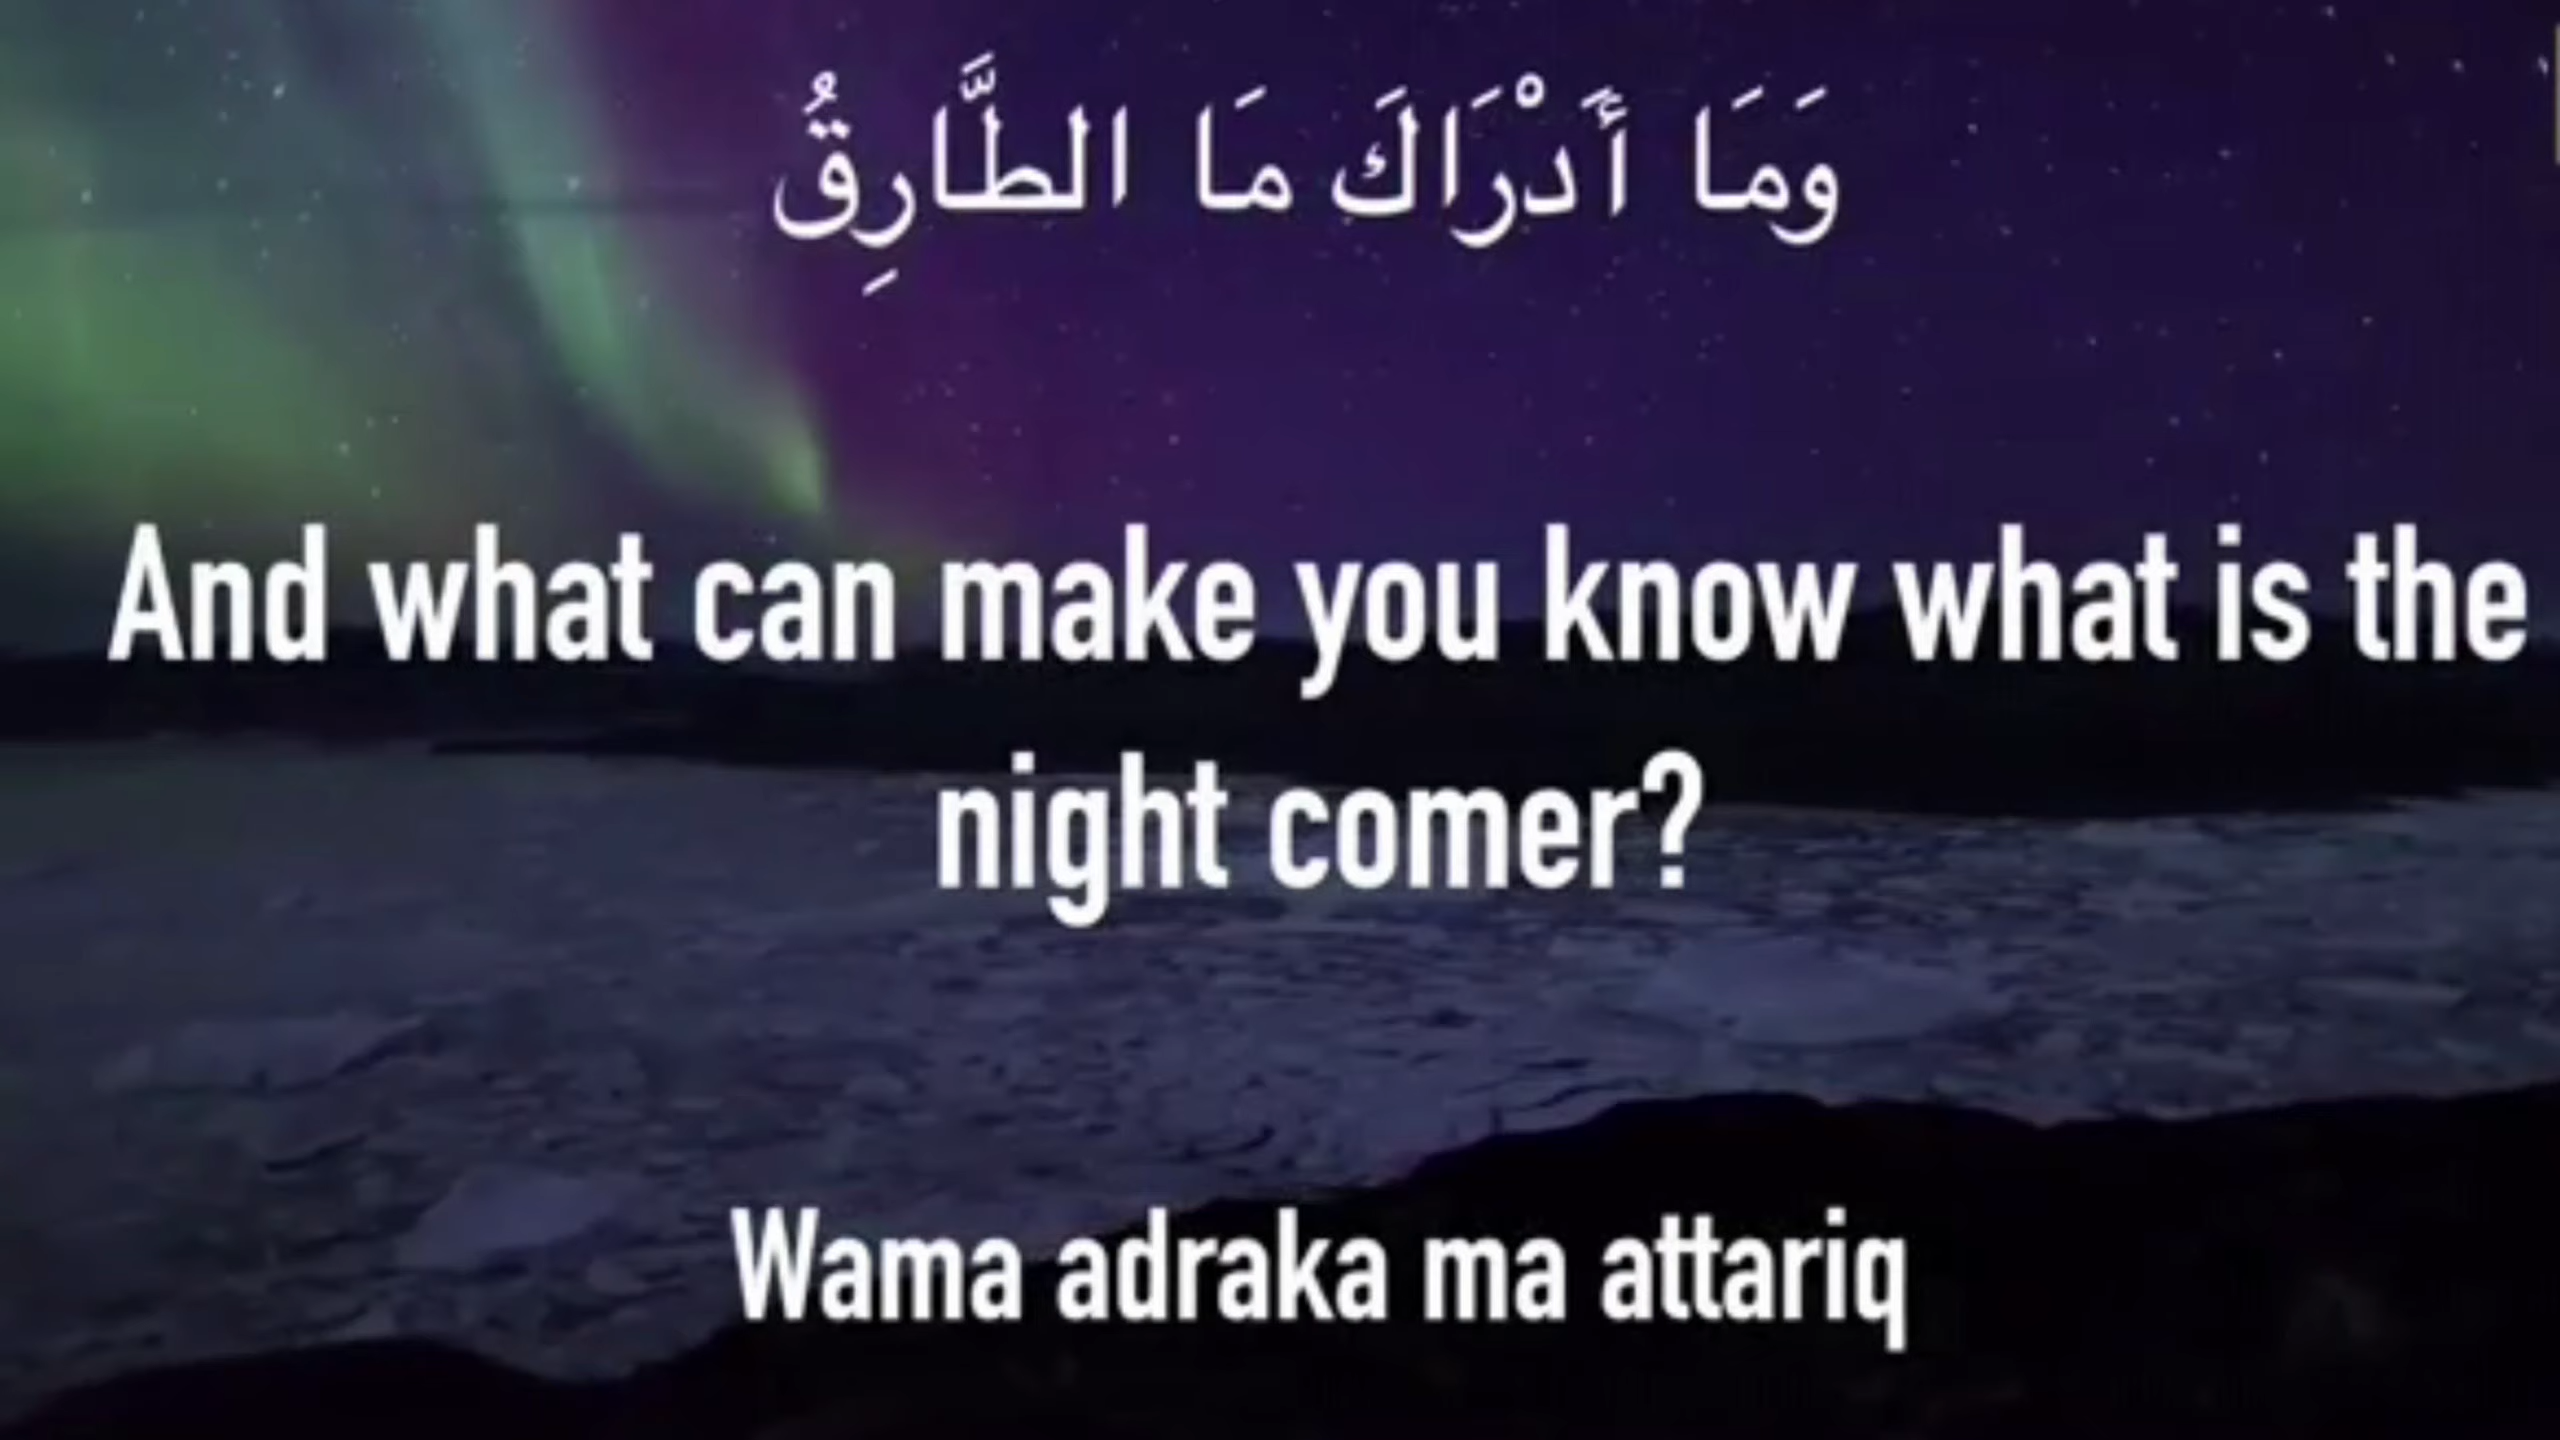 وَمَا أَدْرَاكَ مَا الطَّارِقُ
And what can make you know what is the
night comer?
Wama adraka ma attariq